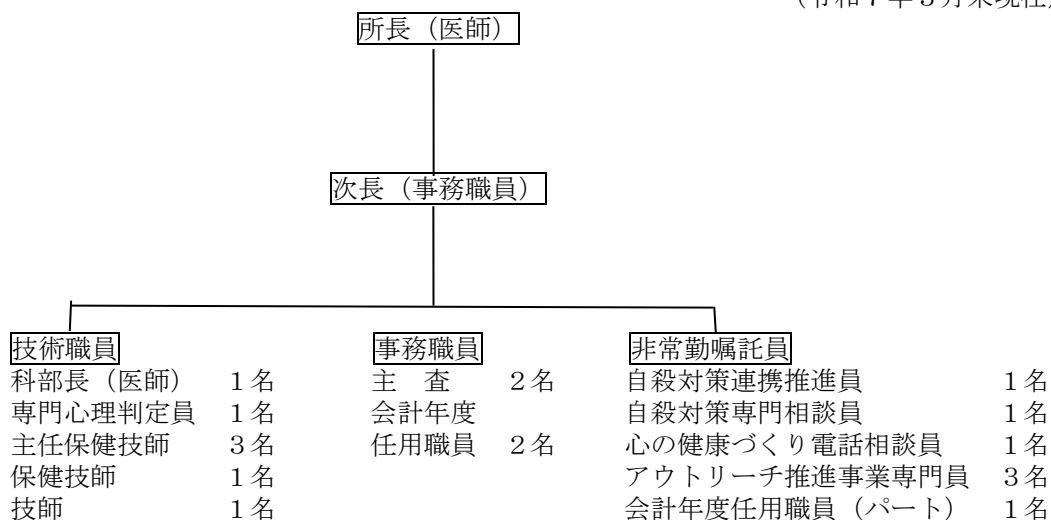 所長（医師）
次長（事務職員）
技術職員
科部長（医師） １名
専門心理判定員 １名
主任保健技師 ３名
保健技師 １名
技師 １名
事務職員
主　査 ２名
会計年度
任用職員 ２名
非常勤嘱託員
自殺対策連携推進員 １名
自殺対策専門相談員 １名
心の健康づくり電話相談員 １名
アウトリーチ推進事業専門員 ３名
会計年度任用職員（パート） １名